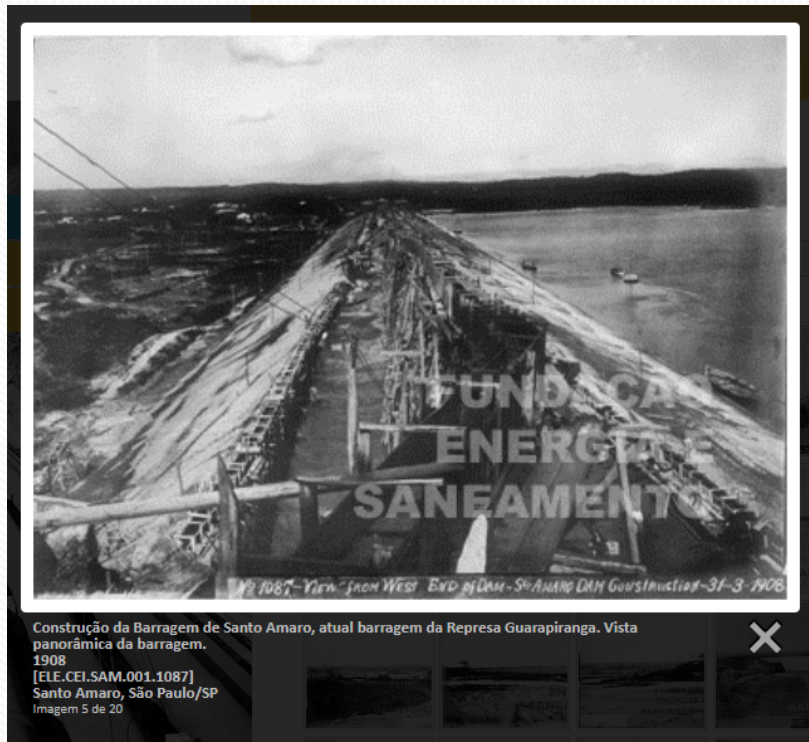 FUNDAÇÃO
ENERGIA E
SANEAMENTO
Nº 1087-VIEW FROM WEST END OF DAM-Sto AMARO DAM CONSTRUCTION-31-3-1908
Construção da Barragem de Santo Amaro, atual barragem da Represa Guarapiranga. Vista
panorâmica da barragem.
1908
[ELE.CEI.SAM.001.1087]
Santo Amaro, São Paulo/SP
Imagem 5 de 20